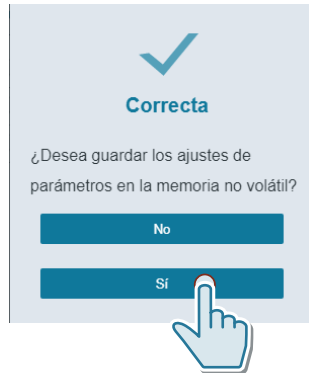 Correcta
¿Desea guardar los ajustes de
parámetros en la memoria no volátil?
No
Sí